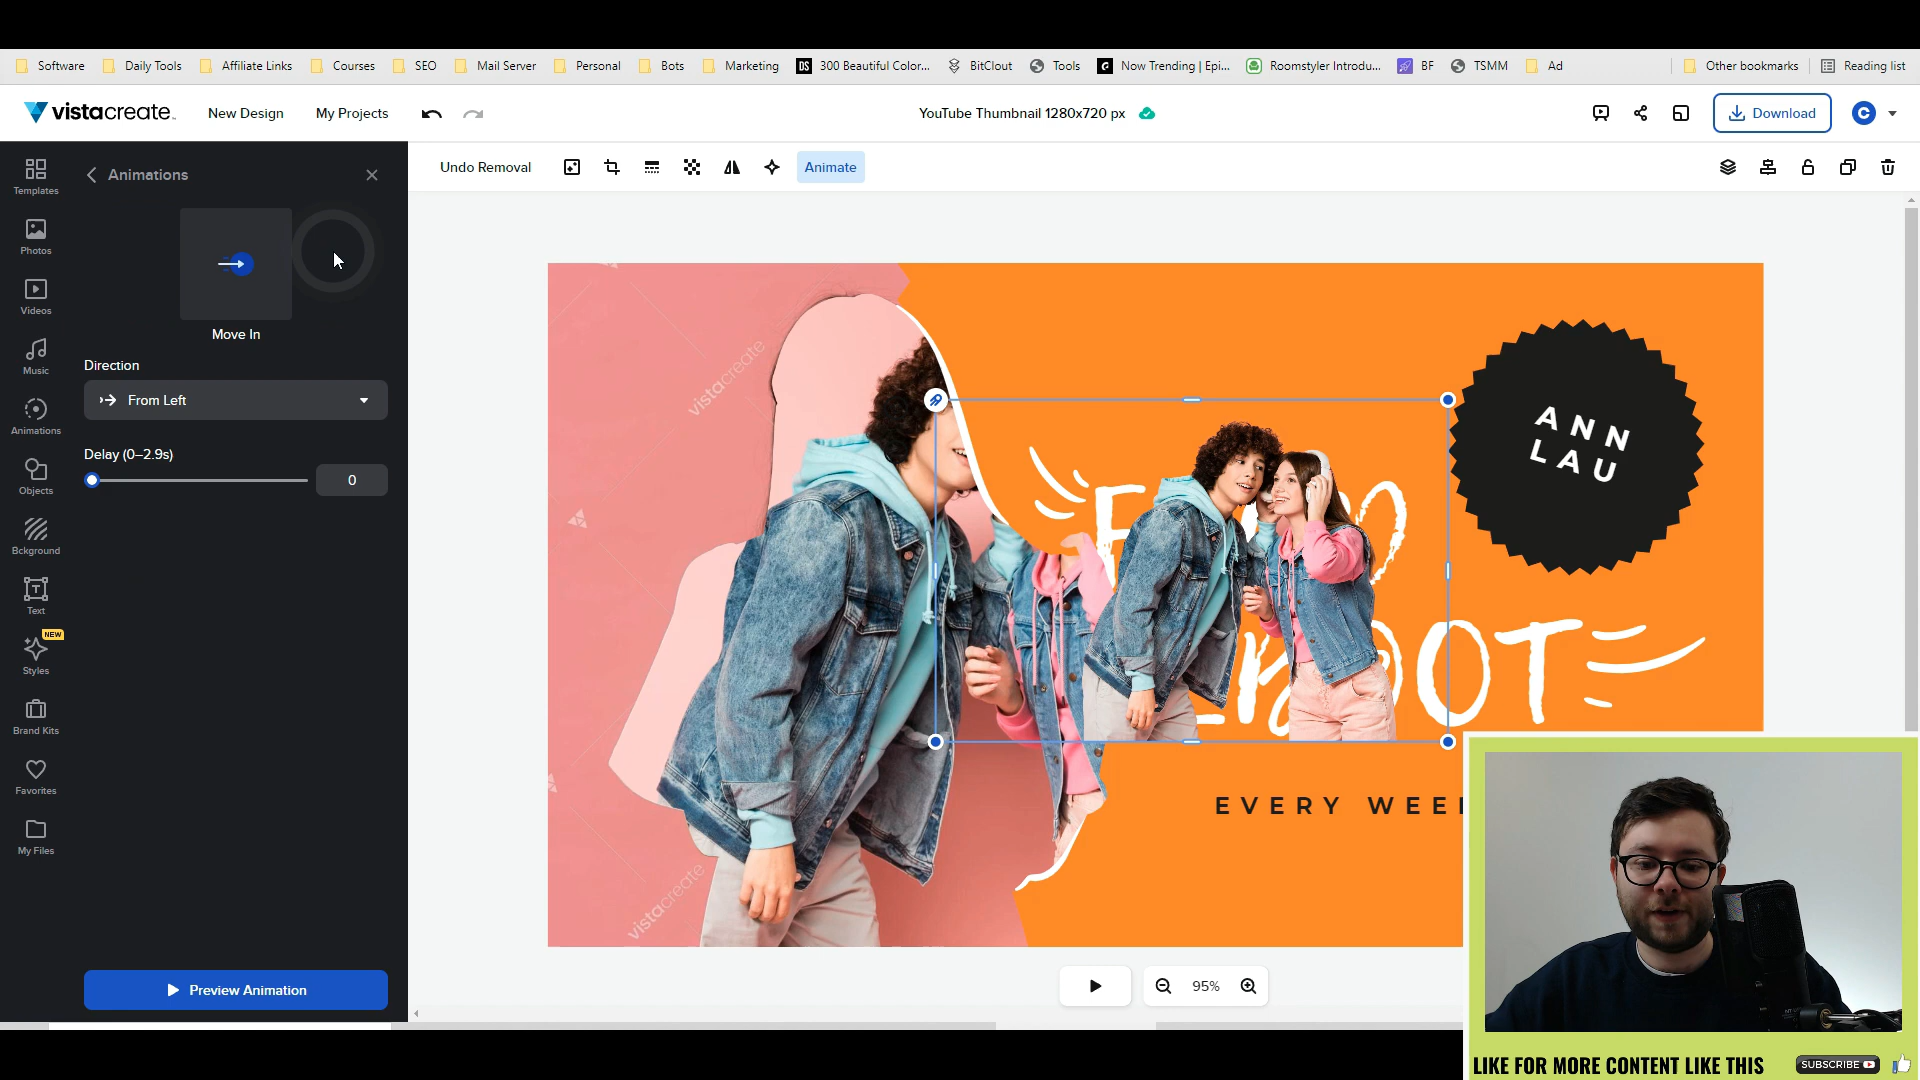 Software Daily Tools Affiliate Links Courses SEO Mail Server Personal Bots Marketing DS 300 Beautiful Color... BitClout Tools Now Trending | Epi... Roomstyler Introdu... BF TSMM Ad Other bookmarks Reading list
vistacreate New Design My Projects YouTube Thumbnail 1280x720 px Download C
Undo Removal Animate
Animations
Templates
Photos
Videos
Music
Animations
Objects
Bckground
Text
NEW
Styles
Brand Kits
Favorites
My Files
Move In
Direction
From Left
Delay (0–2.9s)
0
Preview Animation
vistacreate
vistacreate
ANN
LAU
EVERY WEE
95%
LIKE FOR MORE CONTENT LIKE THIS
SUBSCRIBE